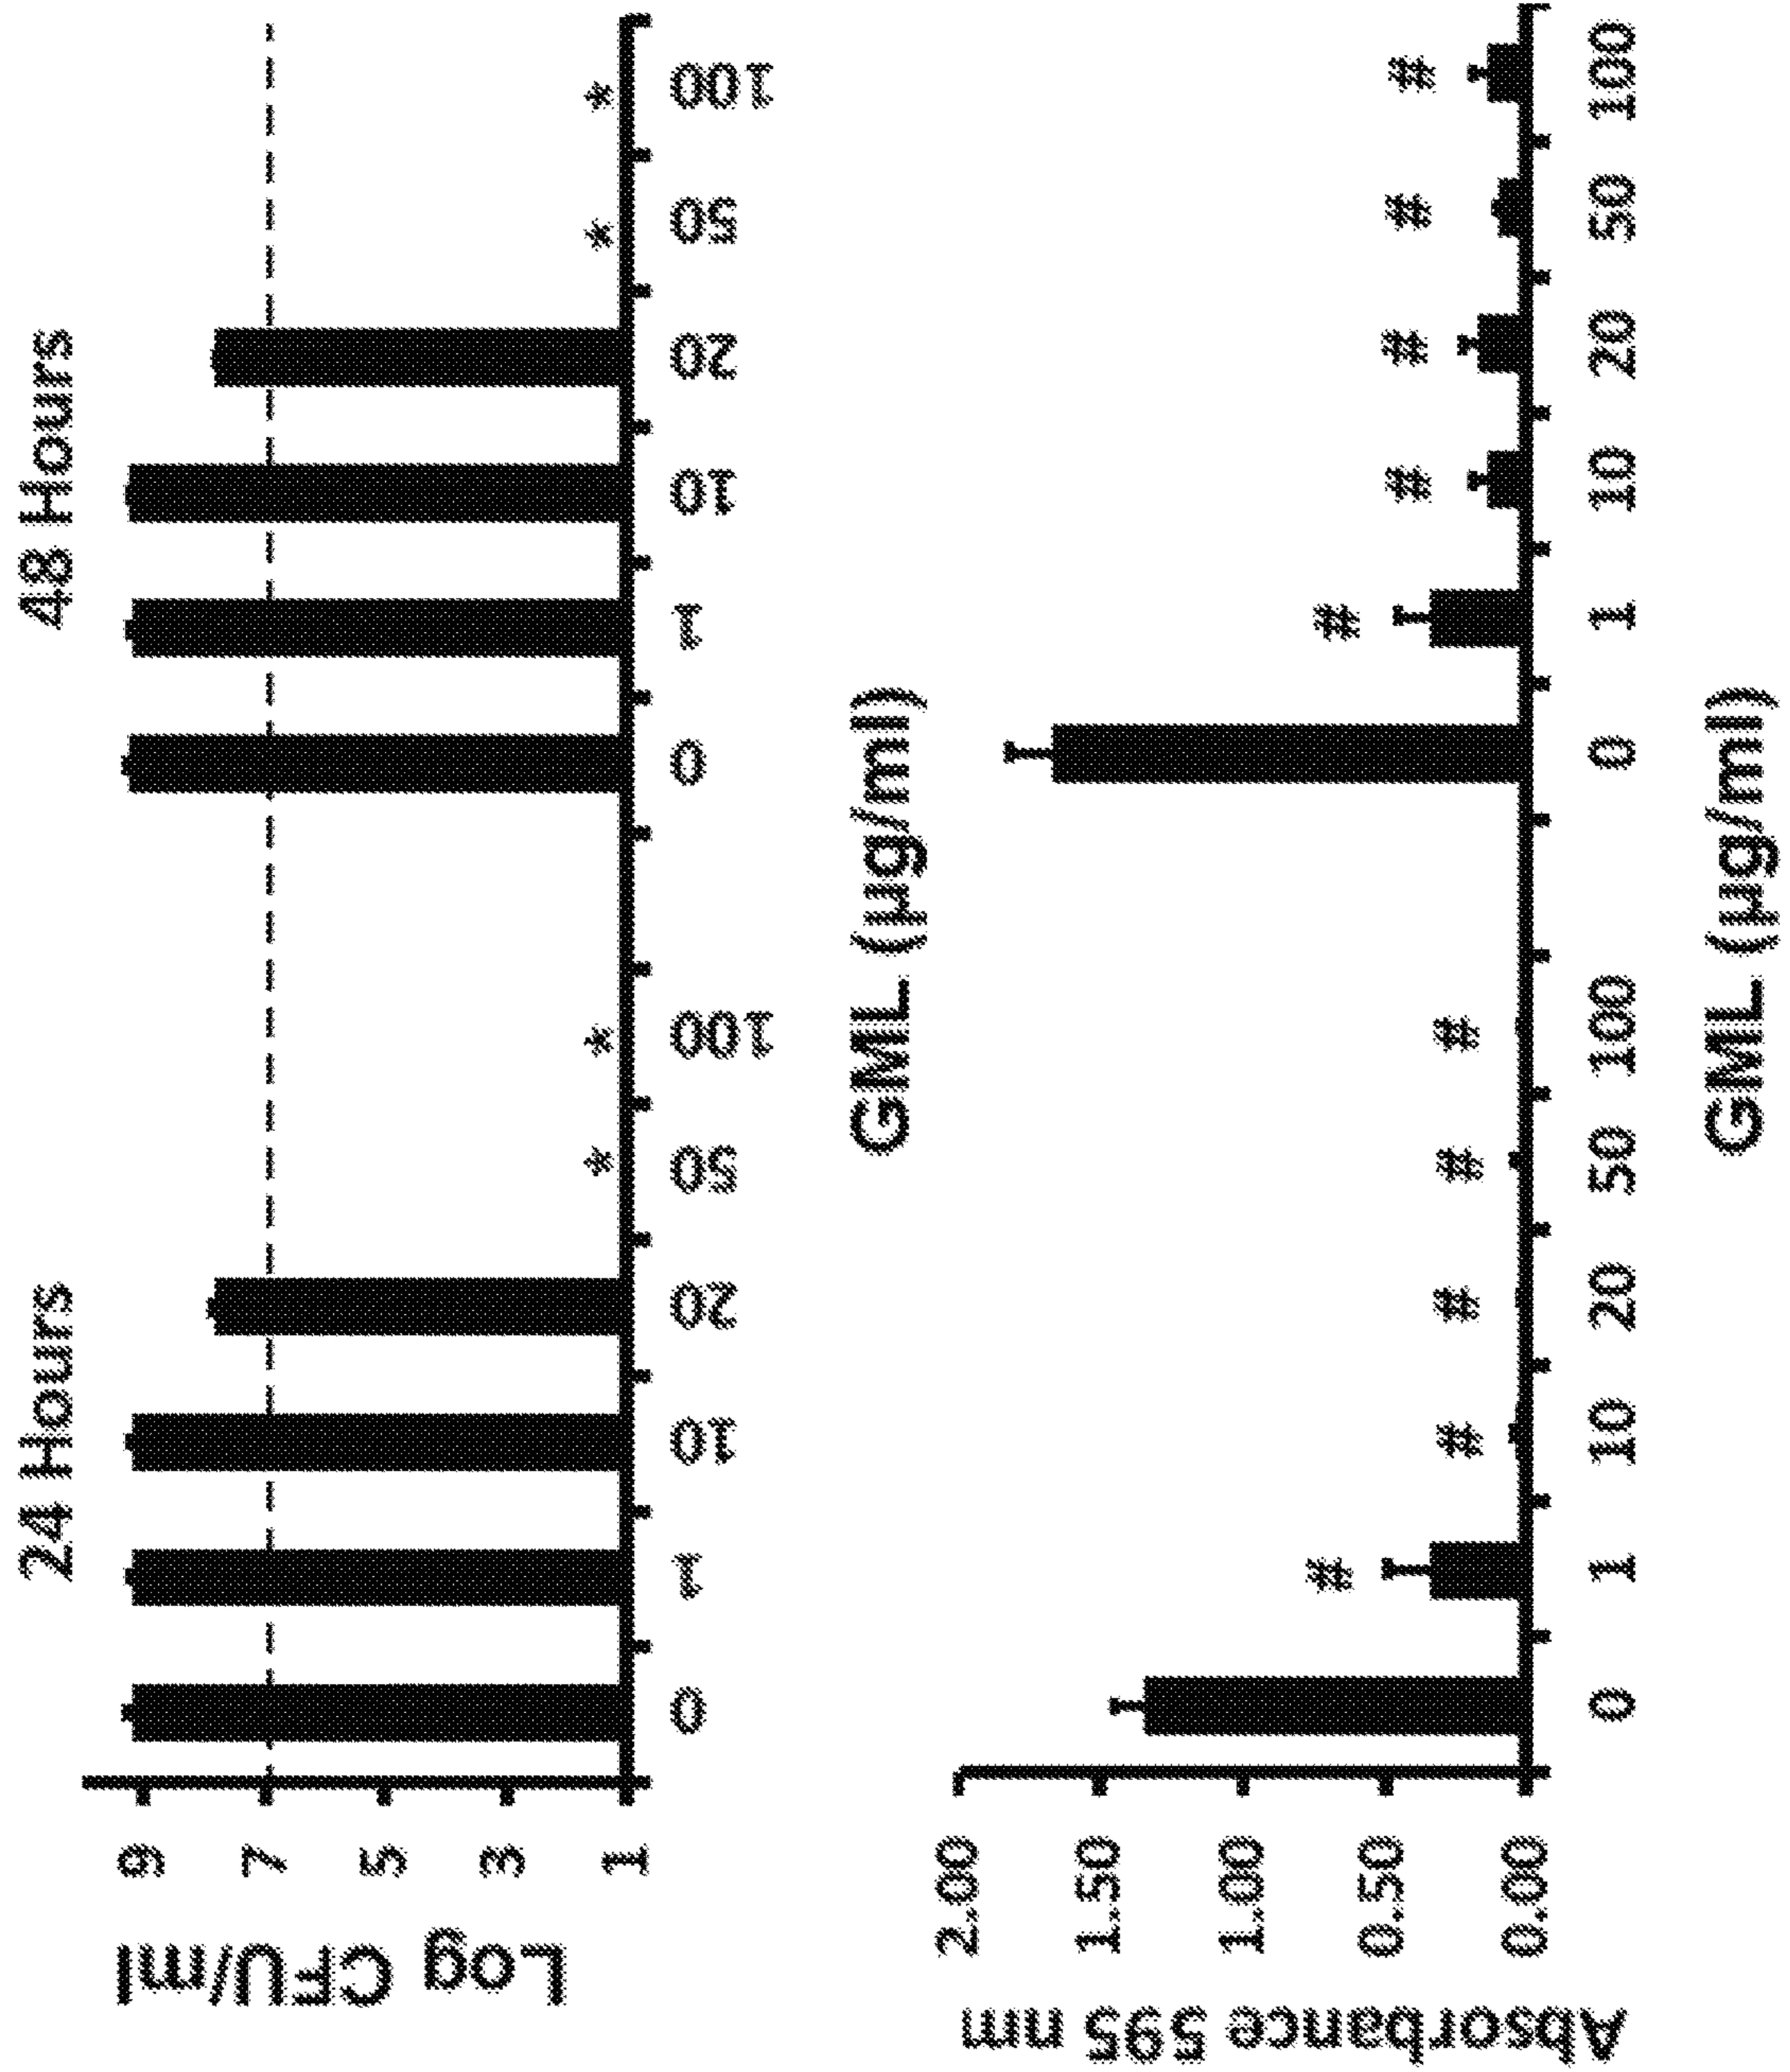 24 Hours 48 Hours
Log CFU/ml
9
7
5
3
1
* * * *
0 1 10 20 50 100 0 1 10 20 50 100
GML (µg/ml)
Absorbance 595 nm
2.00
1.50
1.00
0.50
0.00
# # # # # # # # # #
0 1 10 20 50 100 0 1 10 20 50 100
GML (µg/ml)